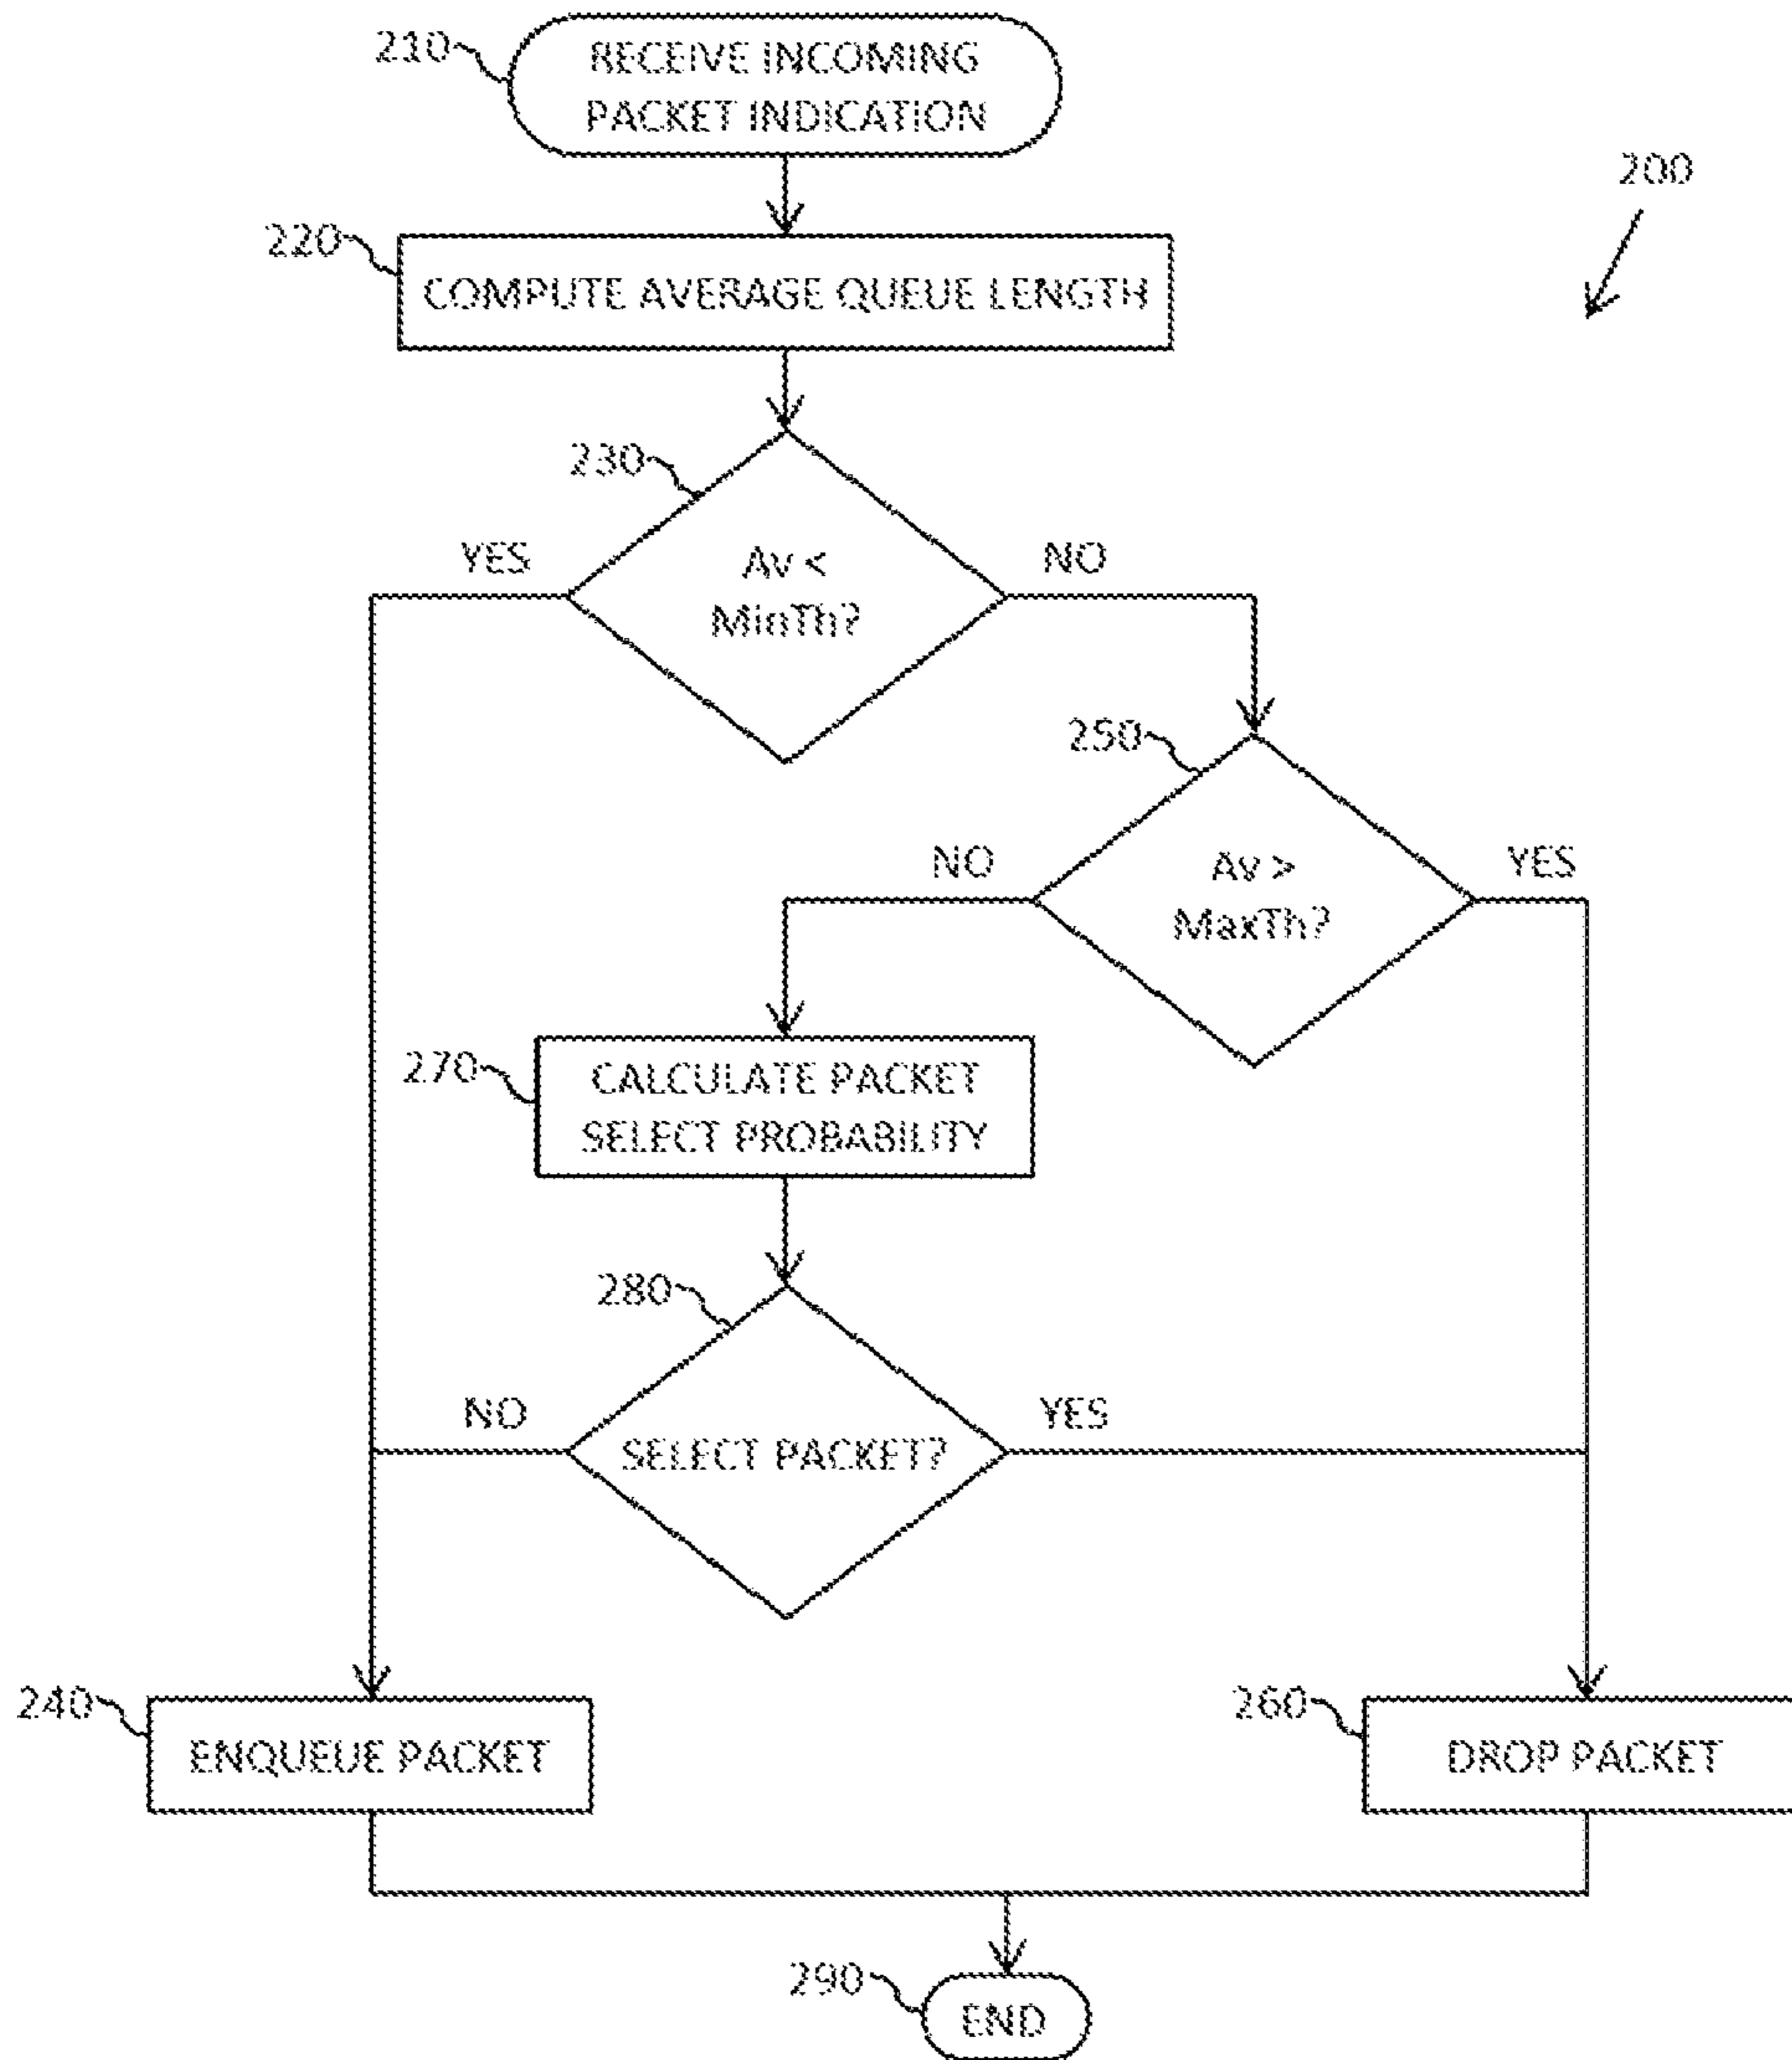 210
RECEIVE INCOMING
PACKET INDICATION
200
220
COMPUTE AVERAGE QUEUE LENGTH
230
YES
Av <
MinTh?
NO
250
NO
Av >
MaxTh?
YES
270
CALCULATE PACKET
SELECT PROBABILITY
280
NO
SELECT PACKET?
YES
240
ENQUEUE PACKET
260
DROP PACKET
290
END